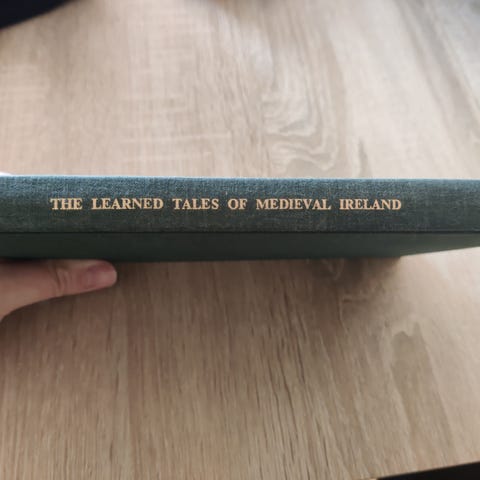 THE LEARNED TALES OF MEDIEVAL IRELAND